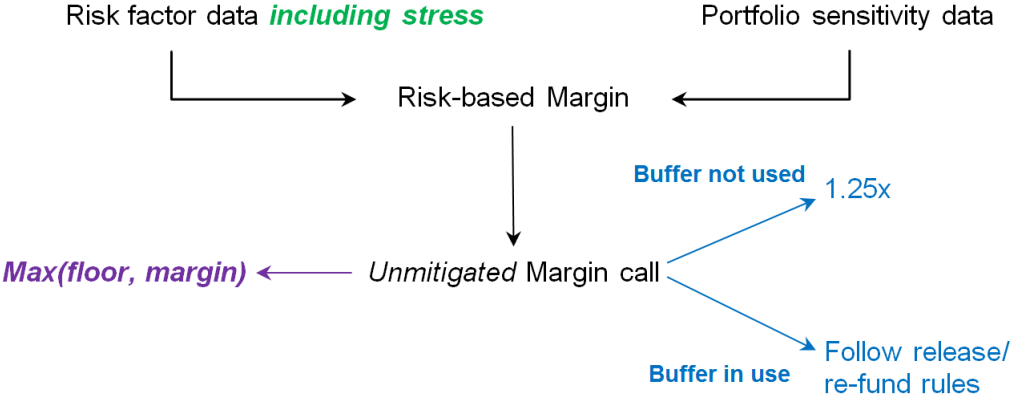 Risk factor data including stress
Portfolio sensitivity data
Risk-based Margin
Buffer not used
1.25x
Max(floor, margin)
Unmitigated Margin call
Buffer in use
Follow release/
re-fund rules